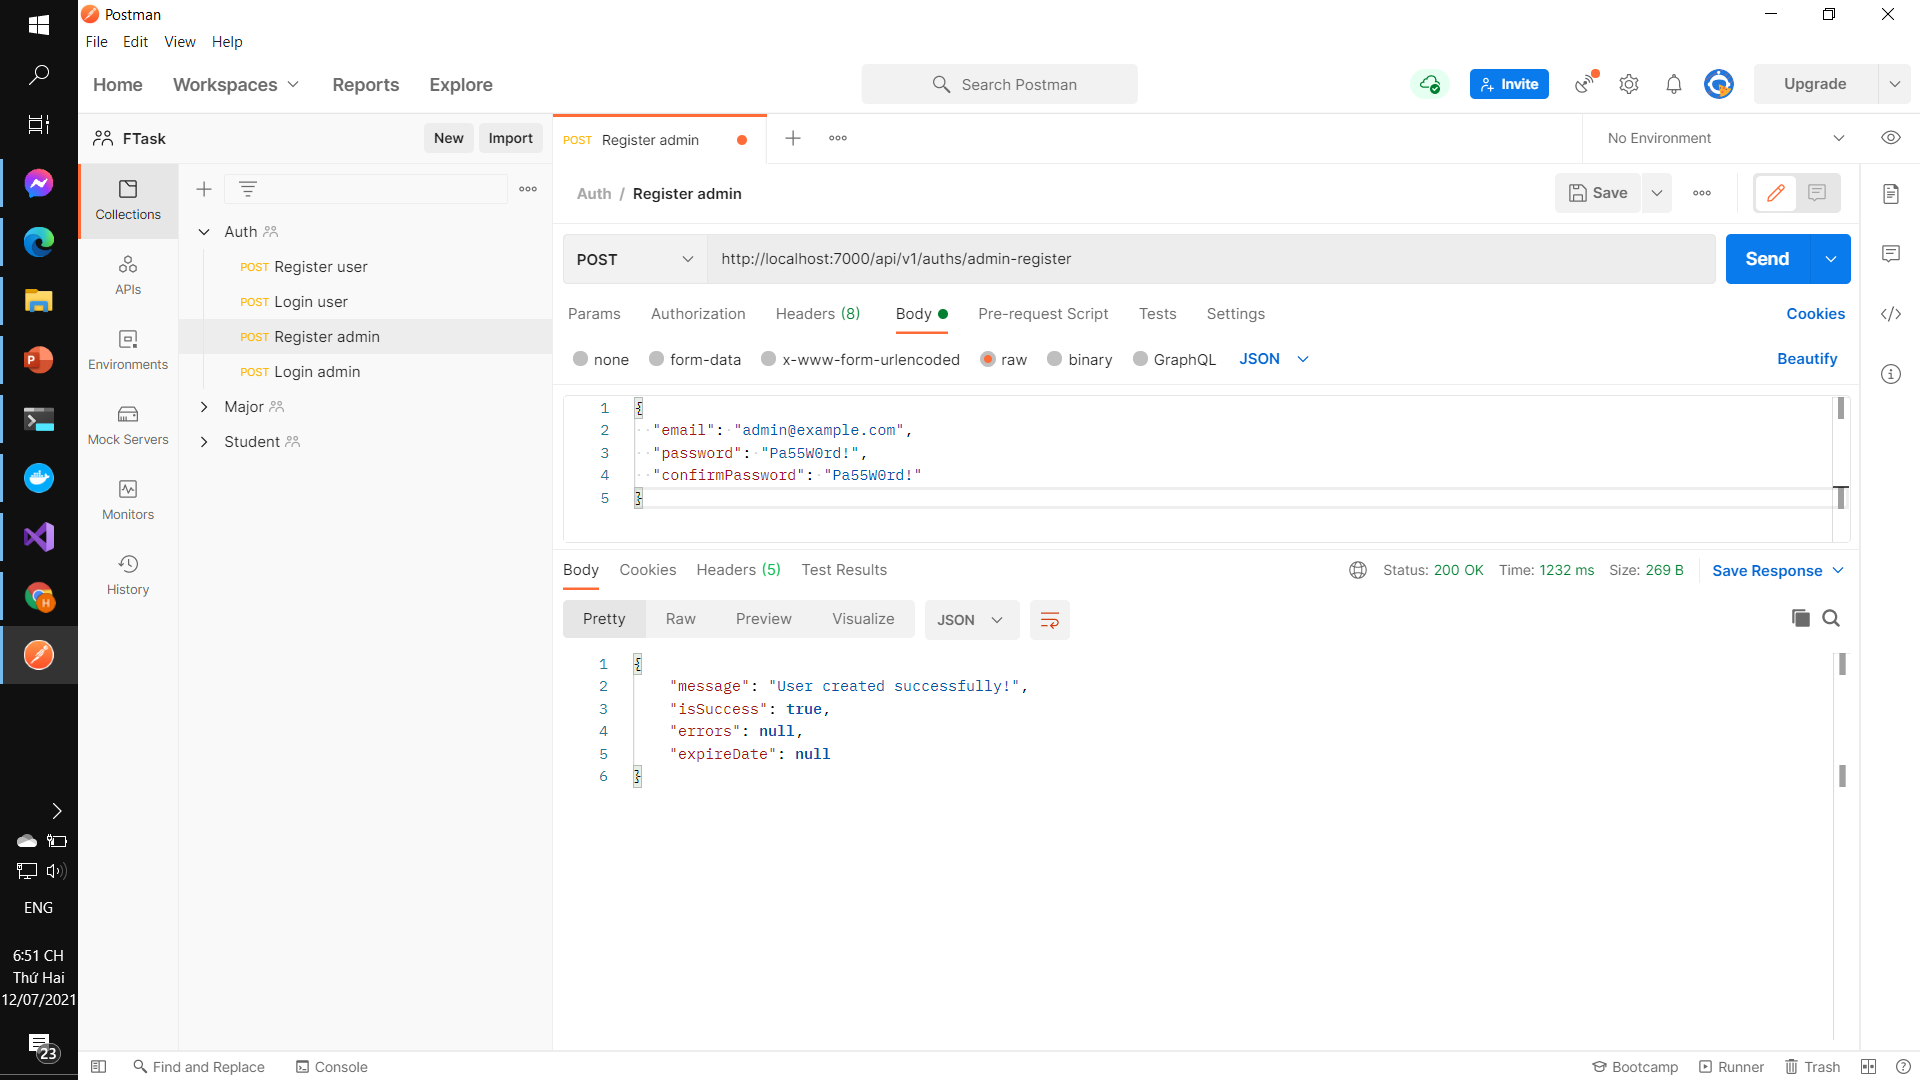 Postman
File Edit View Help
Home Workspaces Reports Explore
Search Postman
Invite
Upgrade
FTask
New Import
POST Register admin
No Environment
Collections
APIs
Environments
Mock Servers
Monitors
History
Auth
POST Register user
POST Login user
POST Register admin
POST Login admin
Major
Student
Auth / Register admin
Save
POST
http://localhost:7000/api/v1/auths/admin-register
Send
Params Authorization Headers (8) Body Pre-request Script Tests Settings
Cookies
none form-data x-www-form-urlencoded raw binary GraphQL JSON
Beautify
1 {
2 "email": "admin@example.com",
3 "password": "Pa55W0rd!",
4 "confirmPassword": "Pa55W0rd!"
5 }
Body Cookies Headers (5) Test Results
Status: 200 OK Time: 1232 ms Size: 269 B
Save Response
Pretty Raw Preview Visualize JSON
1 {
2 "message": "User created successfully!",
3 "isSuccess": true,
4 "errors": null,
5 "expireDate": null
6 }
ENG
6:51 CH
Thứ Hai
12/07/2021
23
Find and Replace Console
Bootcamp Runner Trash